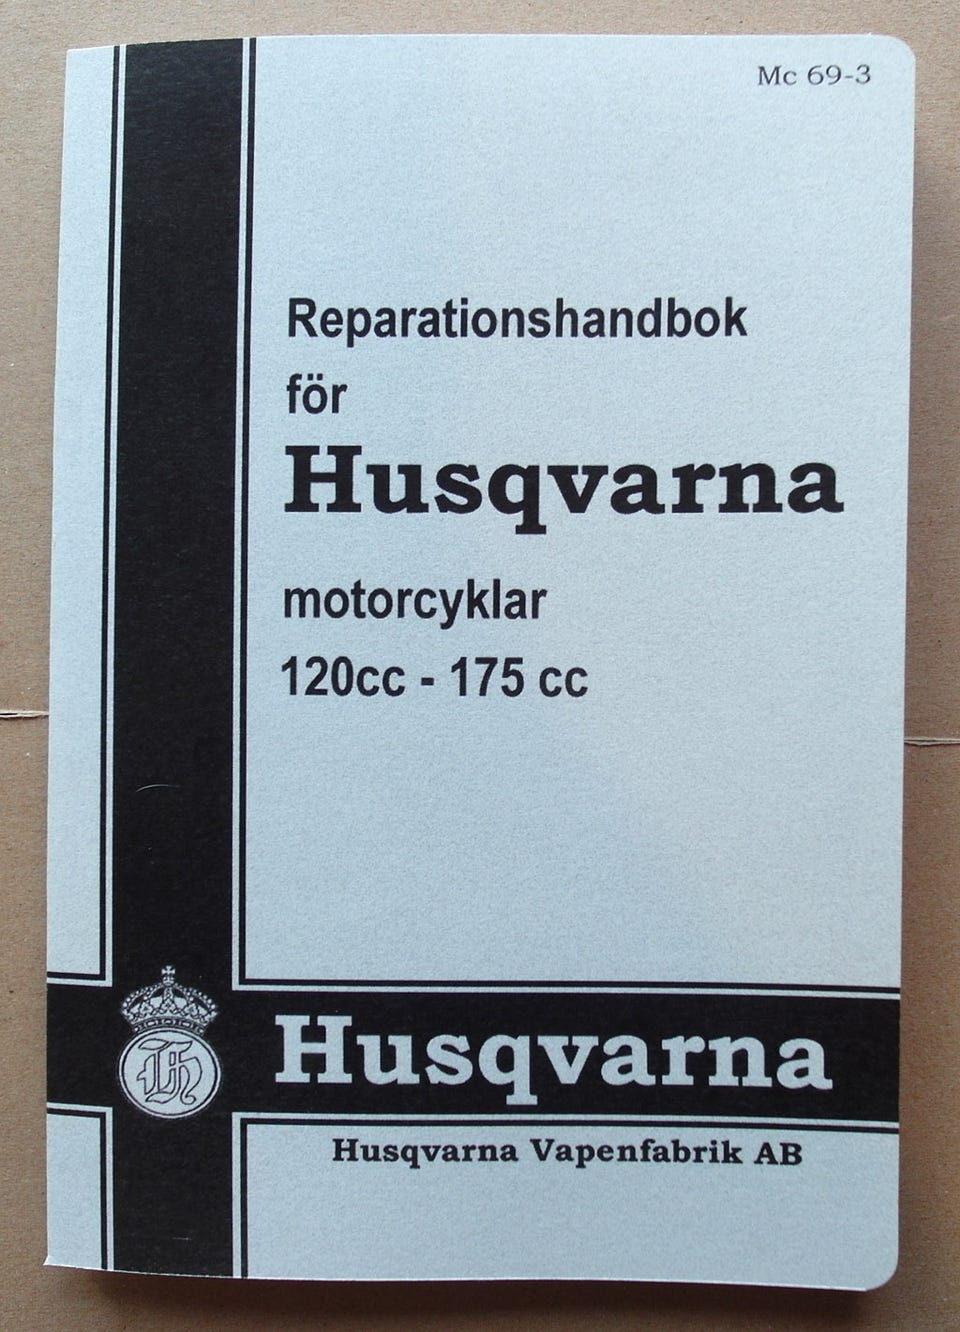 Mc 69-3
Reparationshandbok
för
Husqvarna
motorcyklar
120cc - 175 cc
Husqvarna
Husqvarna Vapenfabrik AB